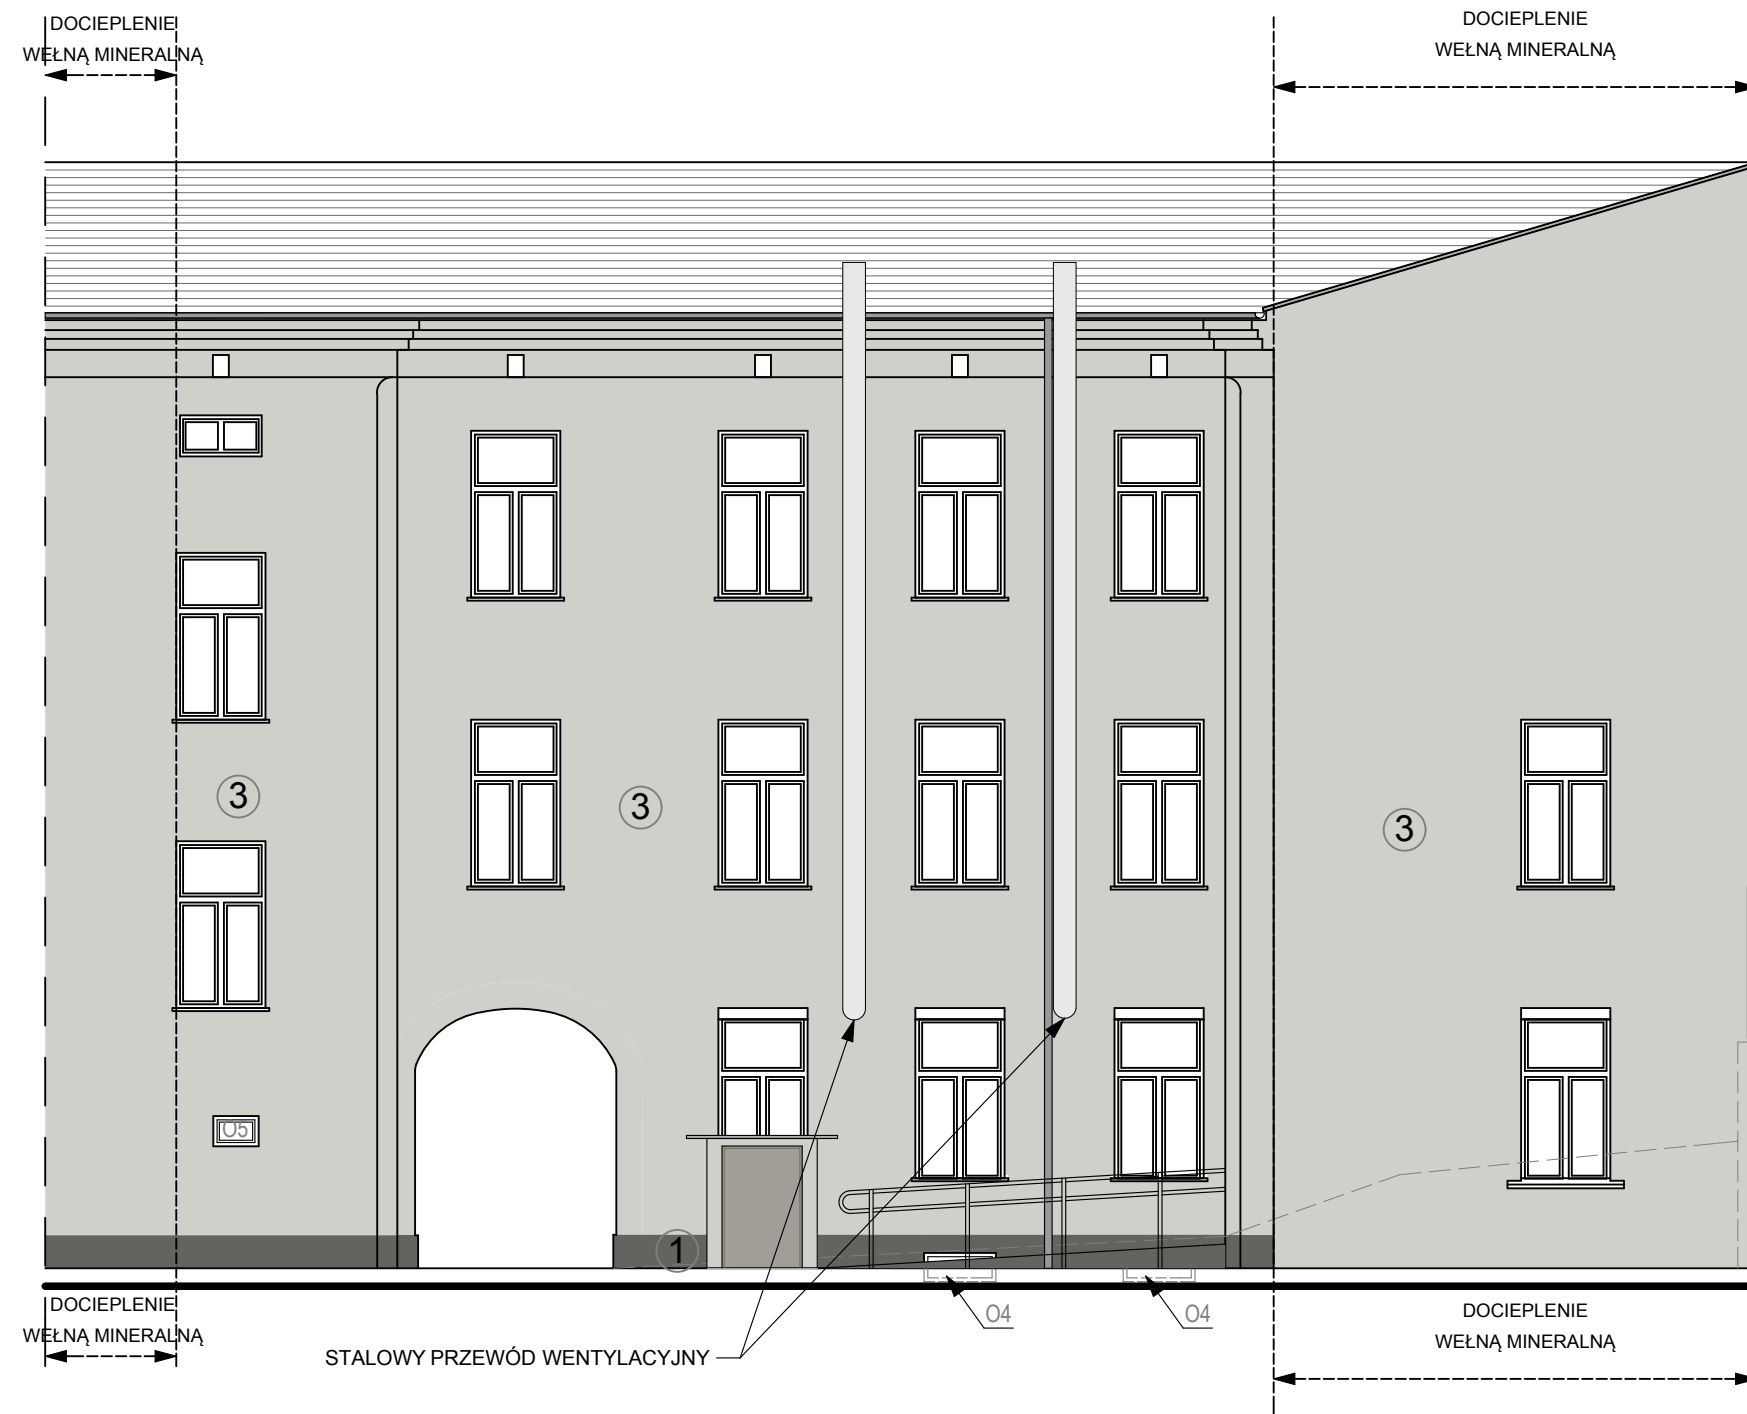 DOCIEPLENIE
WEŁNĄ MINERALNĄ
DOCIEPLENIE
WEŁNĄ MINERALNĄ
3
3
3
O5
1
O4
O4
DOCIEPLENIE
WEŁNĄ MINERALNĄ
DOCIEPLENIE
WEŁNĄ MINERALNĄ
STALOWY PRZEWÓD WENTYLACYJNY